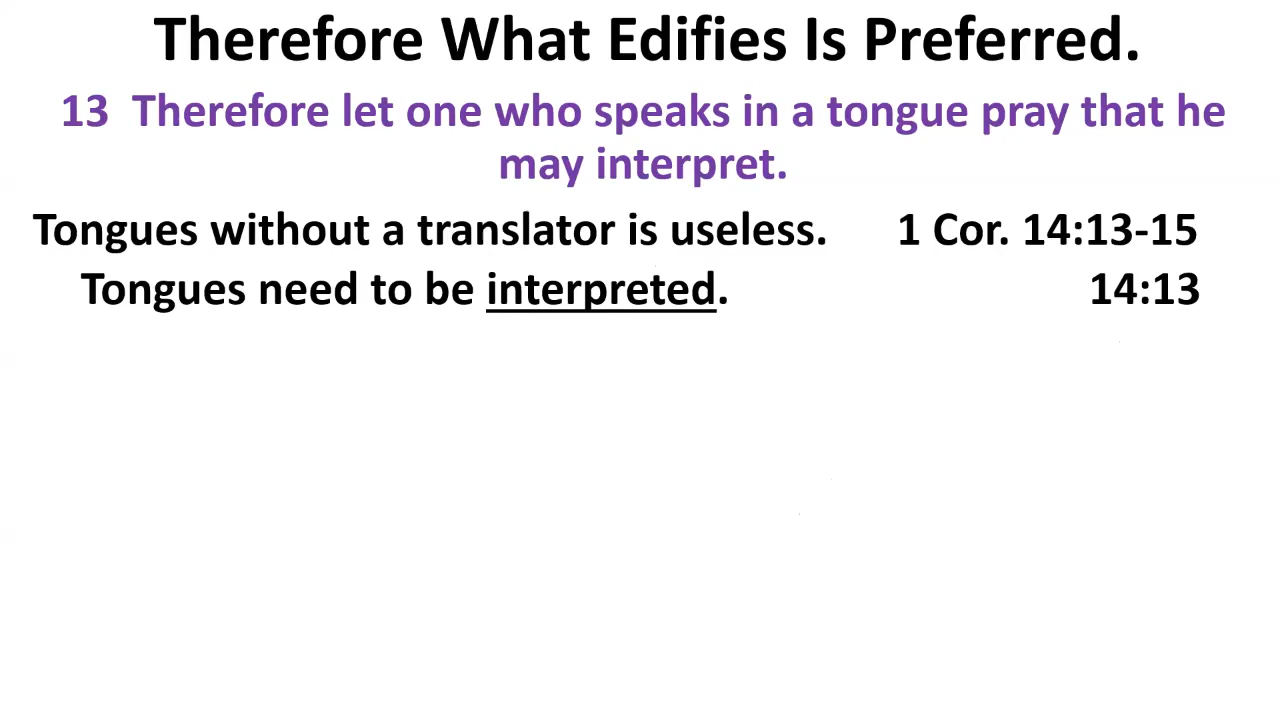 Therefore What Edifies Is Preferred.
13 Therefore let one who speaks in a tongue pray that he
may interpret.
Tongues without a translator is useless. 1 Cor. 14:13-15
Tongues need to be interpreted. 14:13